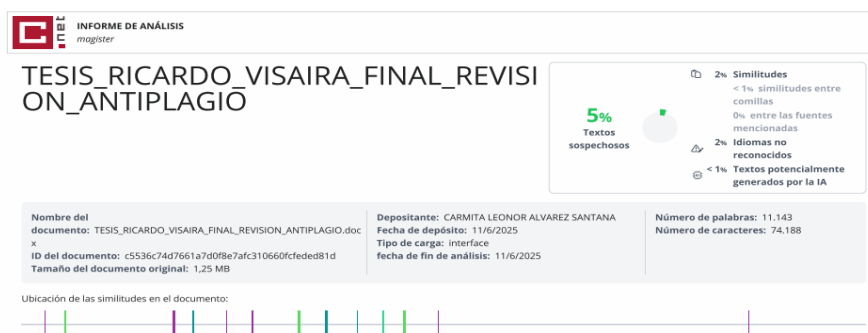 C
.net
INFORME DE ANÁLISIS
magister
TESIS_RICARDO_VISAIRA_FINAL_REVISI
ON_ANTIPLAGIO
5%
Textos
sospechosos
2% Similitudes
< 1% similitudes entre
comillas
0% entre las fuentes
mencionadas
2% Idiomas no
reconocidos
< 1% Textos potencialmente
generados por la IA
Nombre del
documento: TESIS_RICARDO_VISAIRA_FINAL_REVISION_ANTIPLAGIO.doc
x
ID del documento: c5536c74d7661a7d0f8e7afc310660fcfeded81d
Tamaño del documento original: 1,25 MB
Depositante: CARMITA LEONOR ALVAREZ SANTANA
Fecha de depósito: 11/6/2025
Tipo de carga: interface
fecha de fin de análisis: 11/6/2025
Número de palabras: 11.143
Número de caracteres: 74.188
Ubicación de las similitudes en el documento: